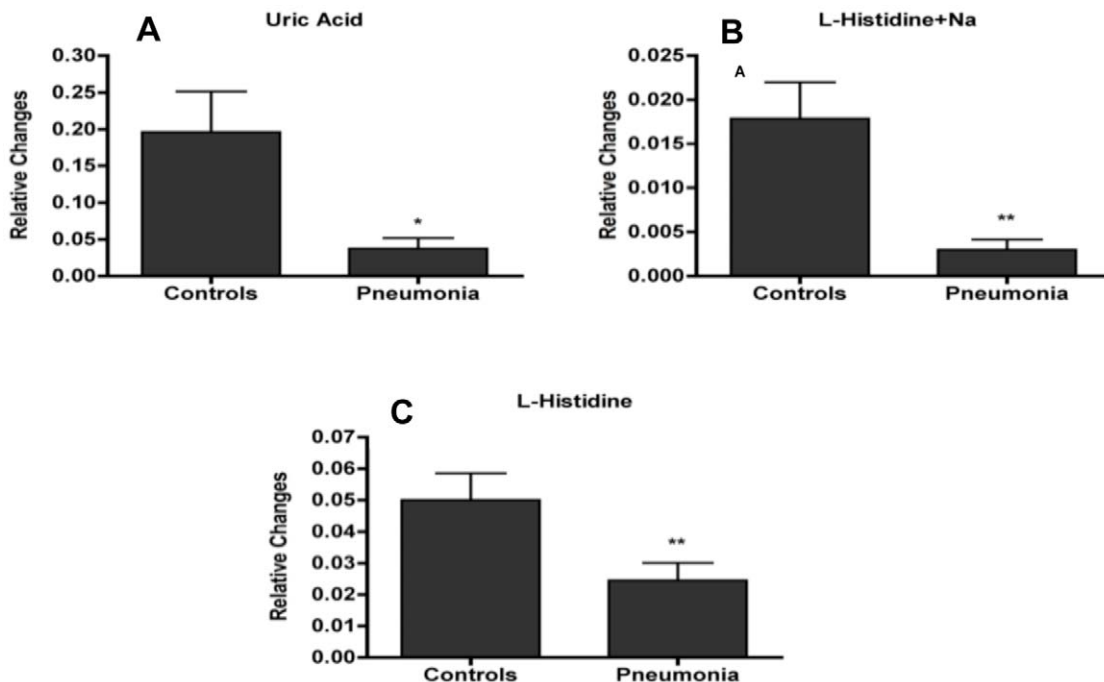 A
Uric Acid
Relative Changes
0.30
0.25
0.20
0.15
0.10
0.05
0.00
*
Controls
Pneumonia
B
L-Histidine+Na
A
Relative Changes
0.025
0.020
0.015
0.010
0.005
0.000
**
Controls
Pneumonia
C
L-Histidine
Relative Changes
0.07
0.06
0.05
0.04
0.03
0.02
0.01
0.00
**
Controls
Pneumonia